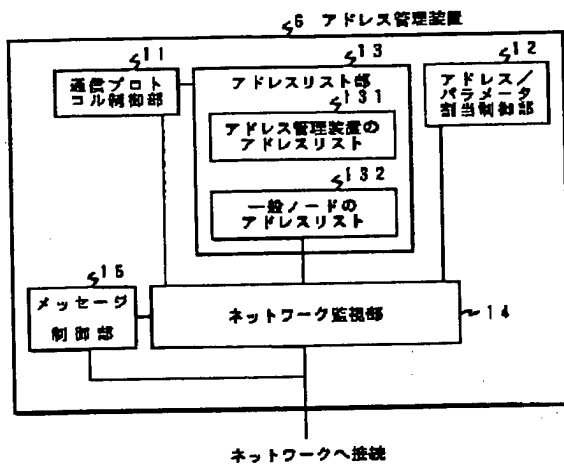 6 アドレス管理装置
11
通信プロト
コル制御部
13
アドレスリスト部
131
アドレス管理装置の
アドレスリスト
132
一般ノードの
アドレスリスト
12
アドレス／
パラメータ
割当制御部
15
メッセージ
制御部
ネットワーク監視部
14
ネットワークへ接続